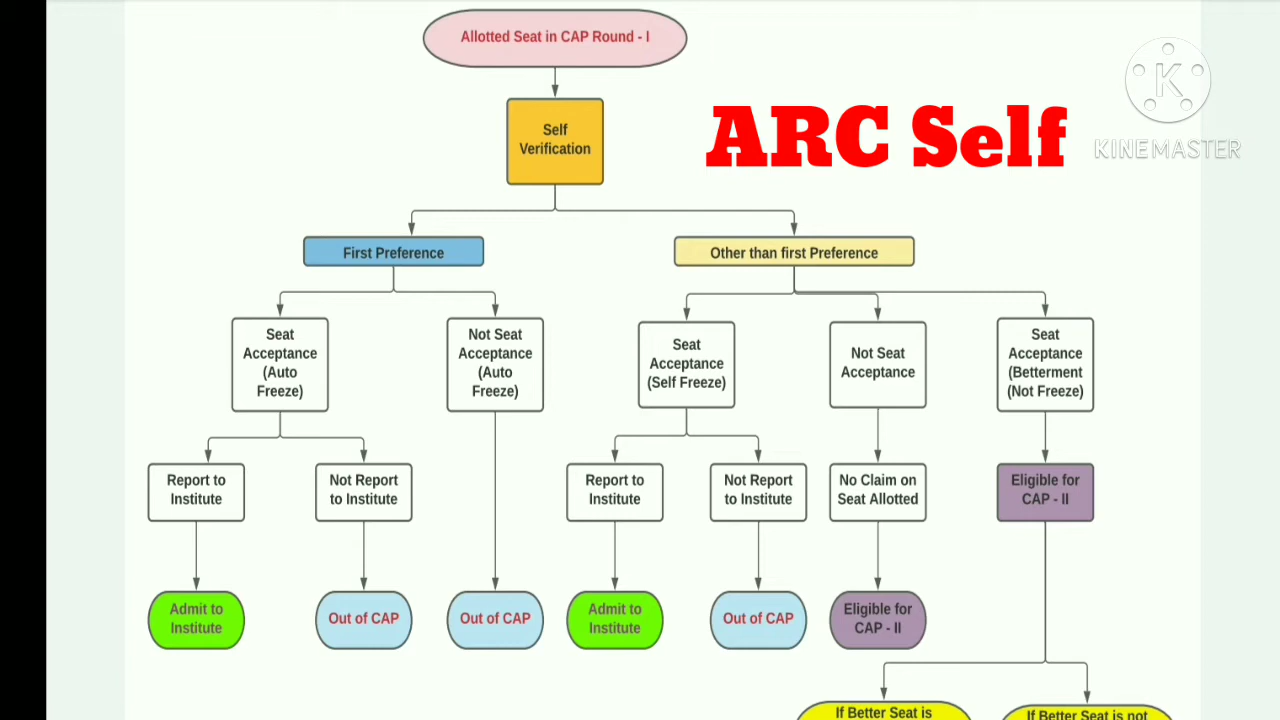 Allotted Seat in CAP Round - I
Self
Verification
ARC Self
K
KINEMASTER
First Preference
Other than first Preference
Seat
Acceptance
(Auto
Freeze)
Not Seat
Acceptance
(Auto
Freeze)
Seat
Acceptance
(Self Freeze)
Not Seat
Acceptance
Seat
Acceptance
(Betterment
(Not Freeze)
Report to
Institute
Not Report
to Institute
Report to
Institute
Not Report
to Institute
No Claim on
Seat Allotted
Eligible for
CAP - II
Admit to
Institute
Out of CAP
Out of CAP
Admit to
Institute
Out of CAP
Eligible for
CAP - II
If Better Seat is
If Better Seat is not